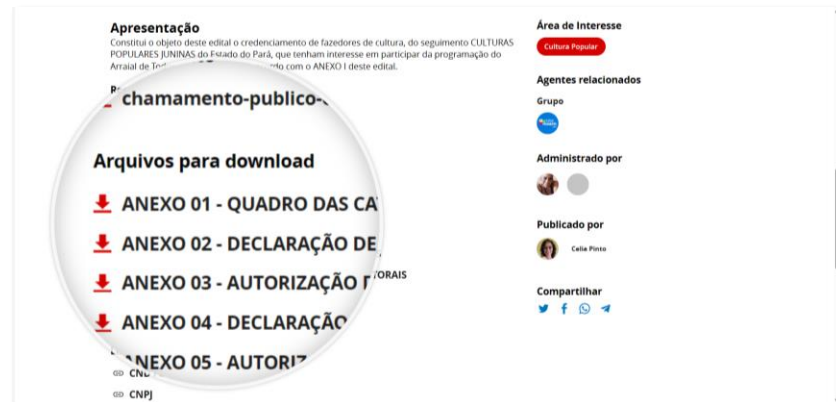 Apresentação
Constitui o objeto deste edital o credenciamento de fazedores de cultura, do seguimento CULTURAS
POPULARES JUNINAS do Estado do Pará, que tenham interesse em participar da programação do
Arraial de com o ANEXO I deste edital.
chamamento-publico-
Arquivos para download
ANEXO 01 - QUADRO DAS
ANEXO 02 - DECLARAÇÃO DE
ANEXO 03 - AUTORIZAÇÃO
ANEXO 04 - DECLARAÇÃO
ANEXO 05 -
CNPJ
Área de Interesse
Cultura Popular
Agentes relacionados
Grupo
Administrado por
Publicado por
Celia Pinto
Compartilhar